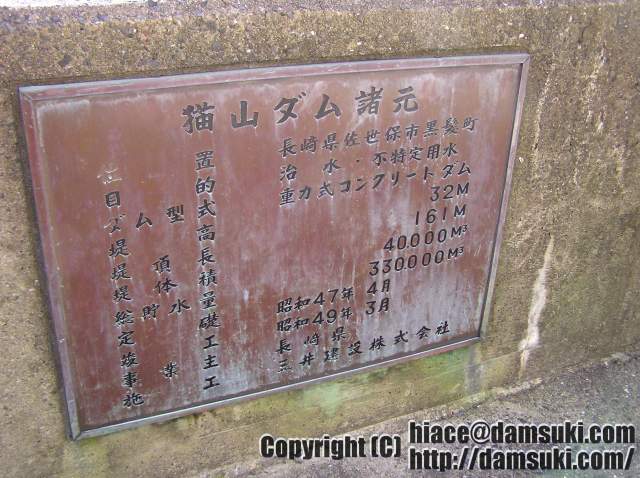 猫山ダム諸元
位置 長崎県佐世保市黒髪町
目的 治水・不特定用水
ダム型式 重力式コンクリートダム
堤高 32M
堤頂長 161M
堤体積 40.000M³
総貯水量 330.000M³
定礎 昭和47年4月
竣工 昭和49年3月
事業主 長崎県
施工 三井建設株式会社
Copyright (C) hiace@damsuki.com
http://damsuki.com/